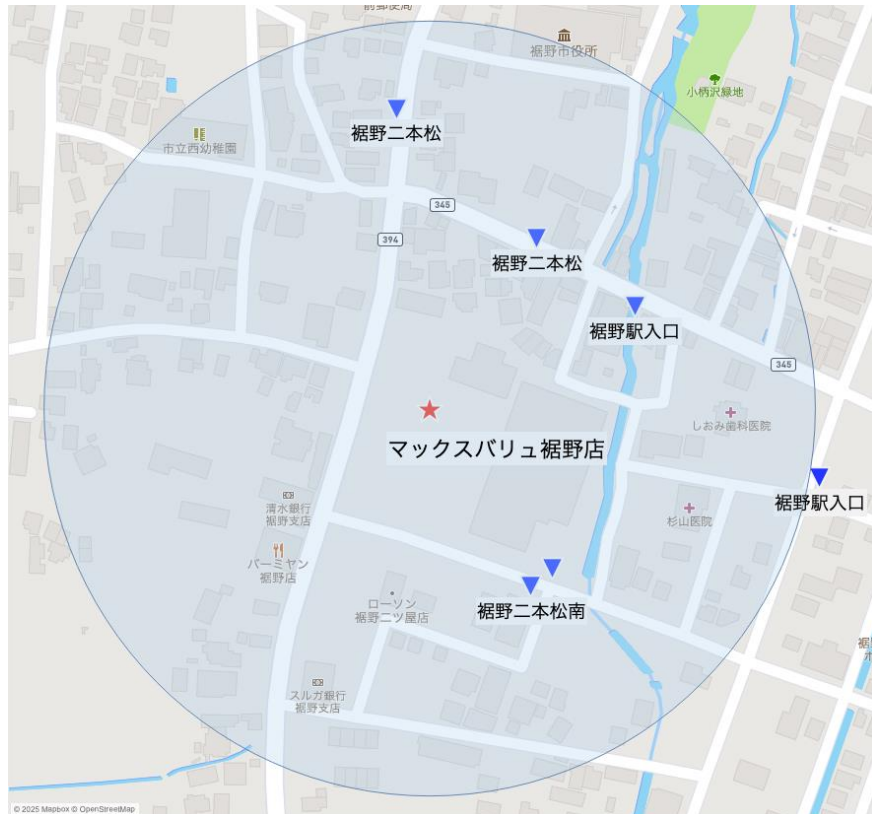 前郵便局
裾野市役所
小柄沢緑地
裾野二本松
市立西幼稚園
345
394
裾野二本松
裾野駅入口
345
しおみ歯科医院
マックスバリュ裾野店
裾野駅入口
清水銀行
裾野支店
杉山医院
バーミヤン
裾野店
ローソン
裾野二ツ屋店
裾野二本松南
スルガ銀行
裾野支店
© 2025 Mapbox © OpenStreetMap